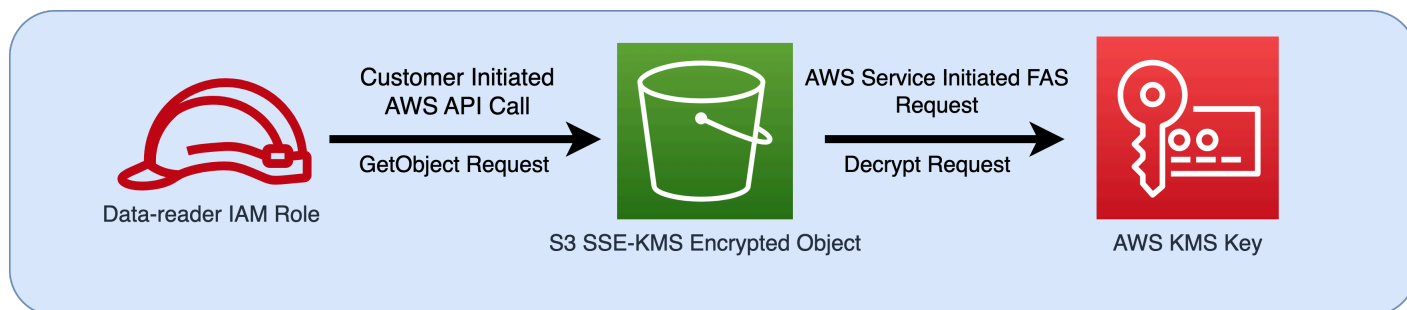 Customer Initiated
AWS API Call
GetObject Request
Data-reader IAM Role
S3 SSE-KMS Encrypted Object
AWS Service Initiated FAS
Request
Decrypt Request
AWS KMS Key